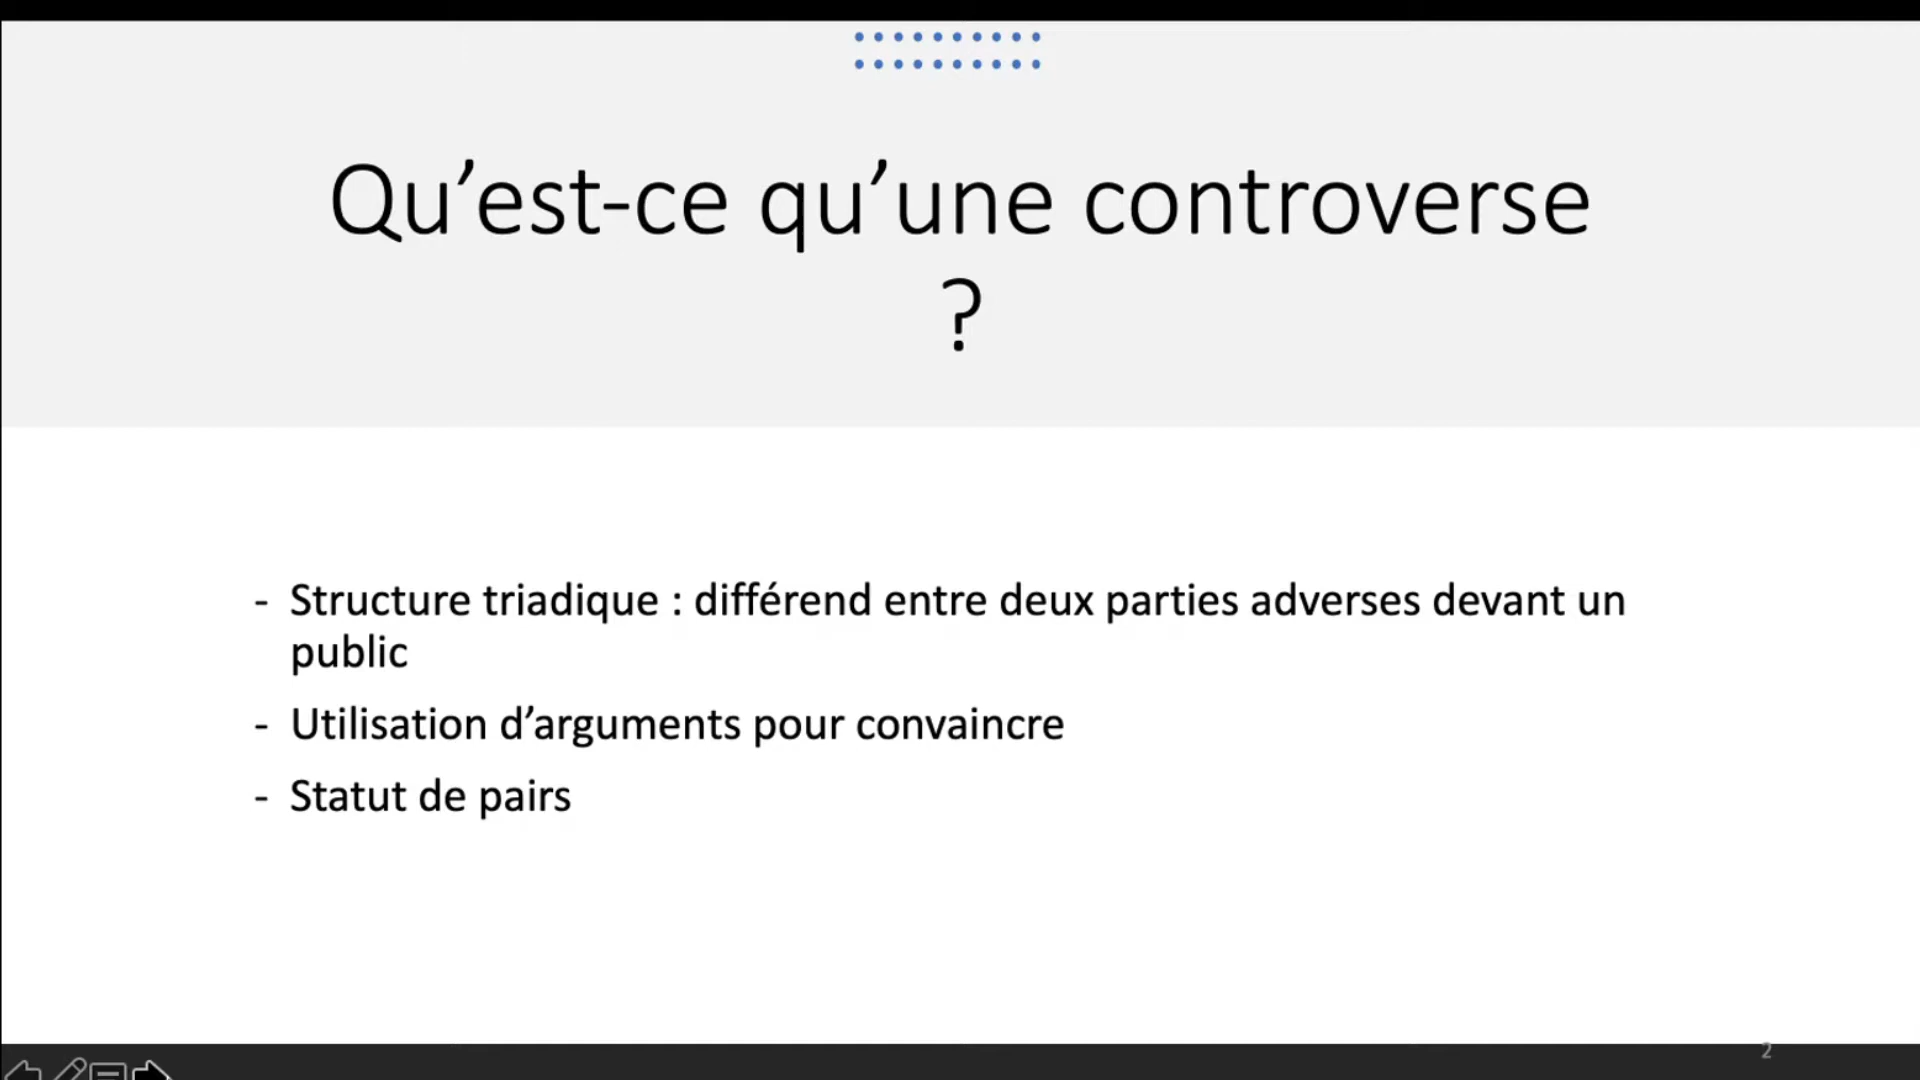 Qu’est-ce qu’une controverse
?
- Structure triadique : différend entre deux parties adverses devant un
public
- Utilisation d’arguments pour convaincre
- Statut de pairs
2